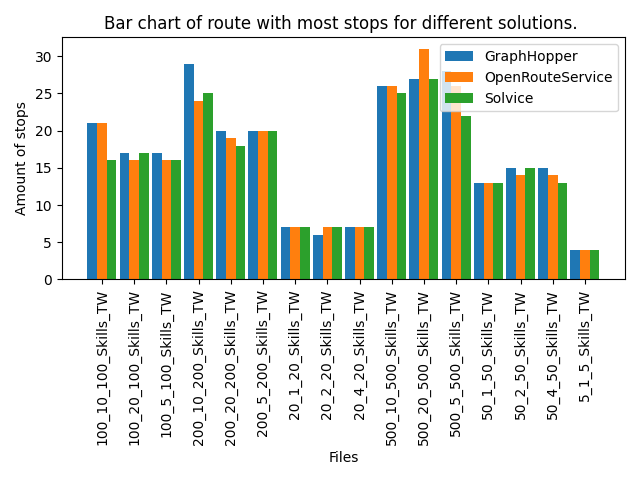 Bar chart of route with most stops for different solutions.
GraphHopper
OpenRouteService
Solvice
Amount of stops
30
25
20
15
10
5
0
100_10_100_Skills_TW
100_20_100_Skills_TW
100_5_100_Skills_TW
200_10_200_Skills_TW
200_20_200_Skills_TW
200_5_200_Skills_TW
20_1_20_Skills_TW
20_2_20_Skills_TW
20_4_20_Skills_TW
500_10_500_Skills_TW
500_20_500_Skills_TW
500_5_500_Skills_TW
50_1_50_Skills_TW
50_2_50_Skills_TW
50_4_50_Skills_TW
5_1_5_Skills_TW
Files